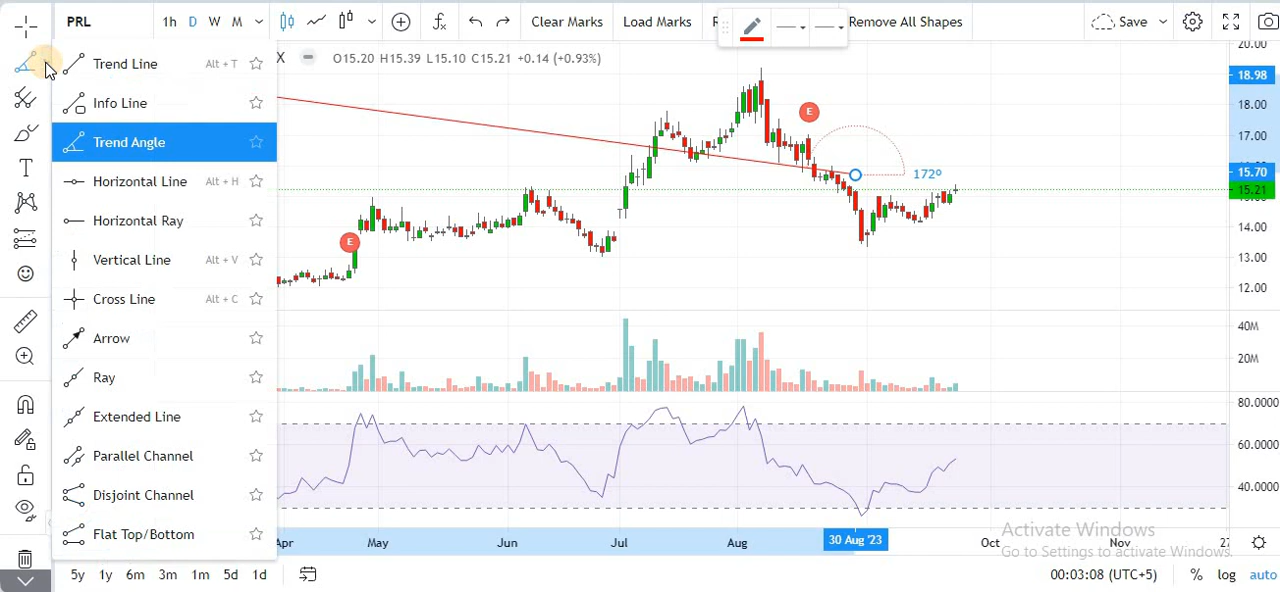 PRL
1h D W M
Load Marks
Clear Marks
Remove All Shapes
Save
X O15.20 H15.39 L15.10 C15.21 +0.14 (+0.93%)
Trend Line Alt + T
Info Line
Trend Angle
Horizontal Line Alt + H
Horizontal Ray
Vertical Line Alt + V
Cross Line Alt + C
Arrow
Ray
Extended Line
Parallel Channel
Disjoint Channel
Flat Top/Bottom
E
E
172º
20.00
18.98
18.00
17.00
15.70
15.21
14.00
13.00
12.00
40M
20M
80.0000
60.0000
40.0000
Apr May Jun Jul Aug 30 Aug '23 Oct Nov 27
Activate Windows
Go to Settings to activate Windows.
5y 1y 6m 3m 1m 5d 1d
00:03:08 (UTC+5) % log auto